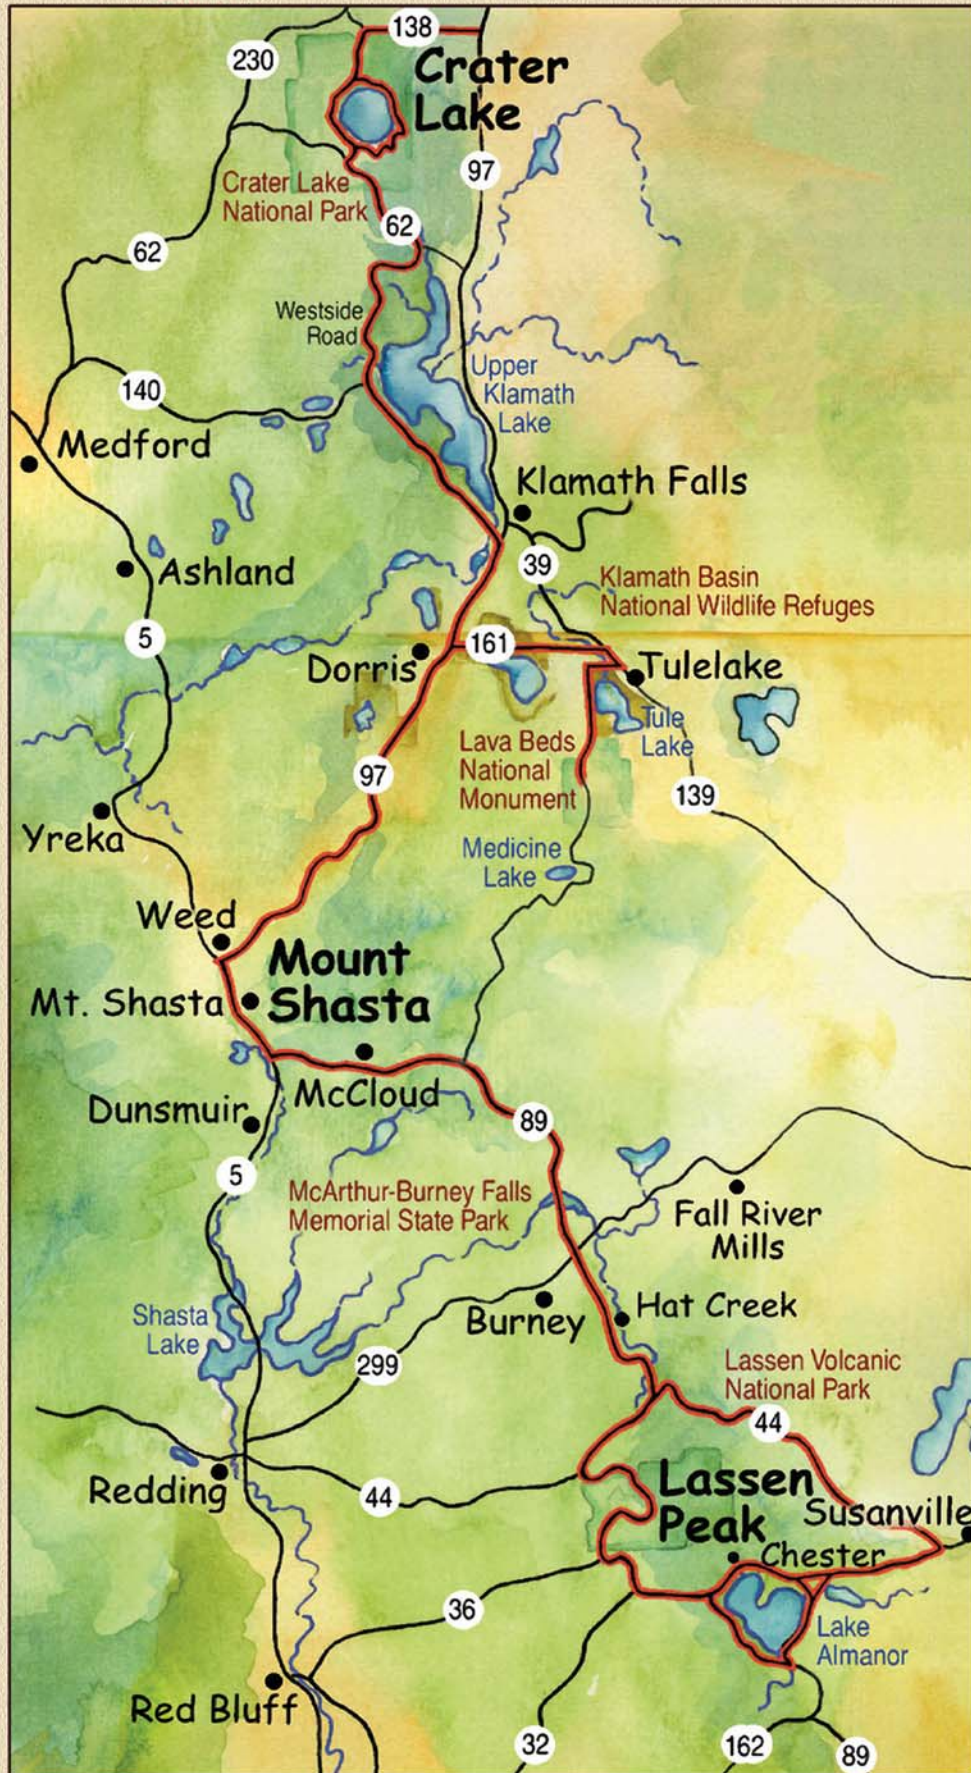 138
230
Crater
Lake
97
Crater Lake
National Park
62
62
Westside
Road
Upper
Klamath
Lake
140
Medford
Klamath Falls
39
Ashland
Klamath Basin
National Wildlife Refuges
5
161
Dorris
Tulelake
Tule
Lake
Lava Beds
National
Monument
97
139
Yreka
Medicine
Lake
Weed
Mount
Shasta
Mt. Shasta
McCloud
Dunsmuir
89
5
McArthur-Burney Falls
Memorial State Park
Fall River
Mills
Shasta
Lake
Burney
Hat Creek
299
Lassen Volcanic
National Park
44
Redding
44
Lassen
Peak
Susanville
Chester
36
Lake
Almanor
Red Bluff
32
162
89